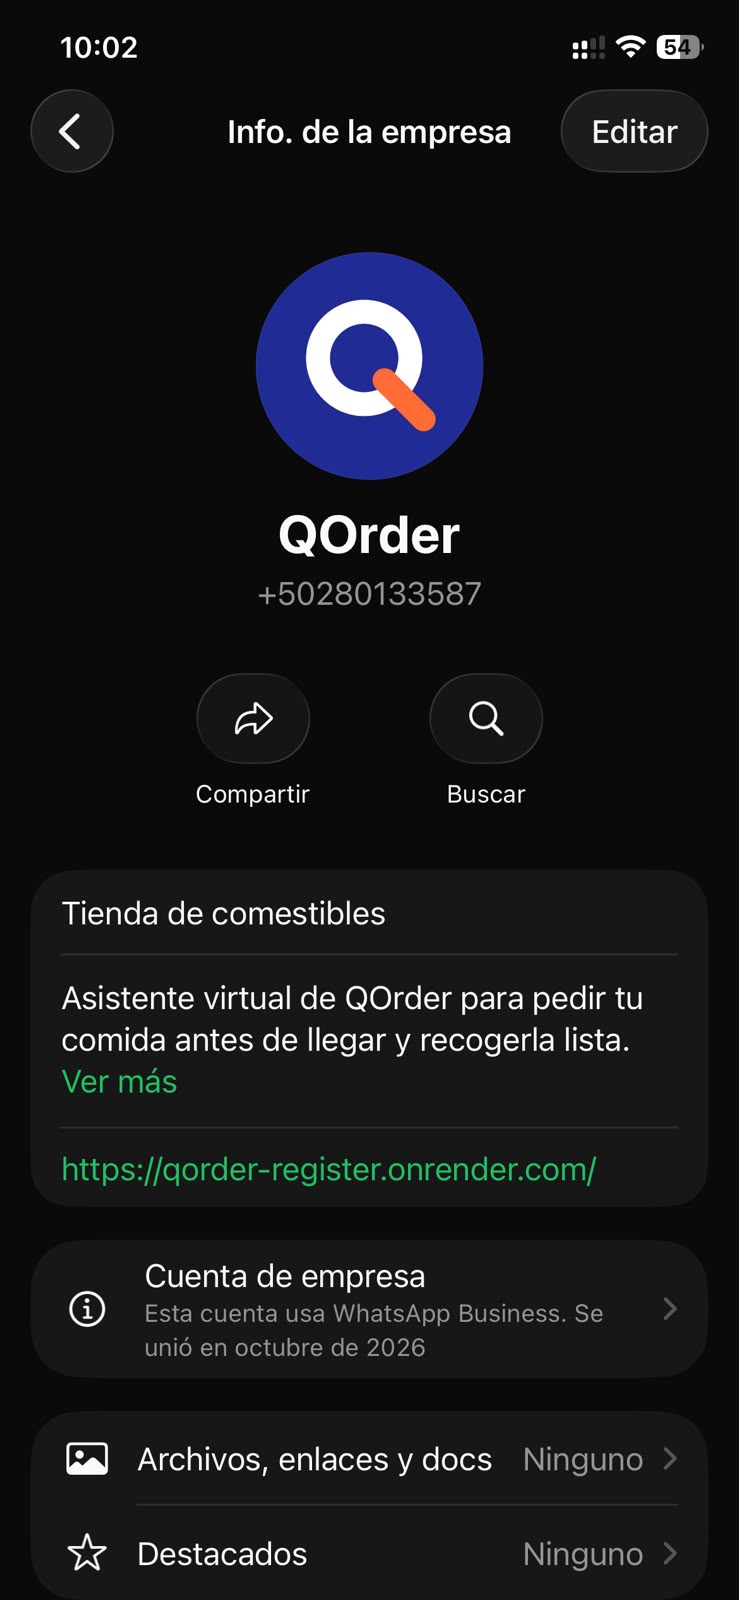 10:02
54
Info. de la empresa
Editar
QOrder
+50280133587
Compartir
Buscar
Tienda de comestibles
Asistente virtual de QOrder para pedir tu
comida antes de llegar y recogerla lista.
Ver más
https://qorder-register.onrender.com/
Cuenta de empresa
Esta cuenta usa WhatsApp Business. Se
unió en octubre de 2026
Archivos, enlaces y docs Ninguno
Destacados Ninguno